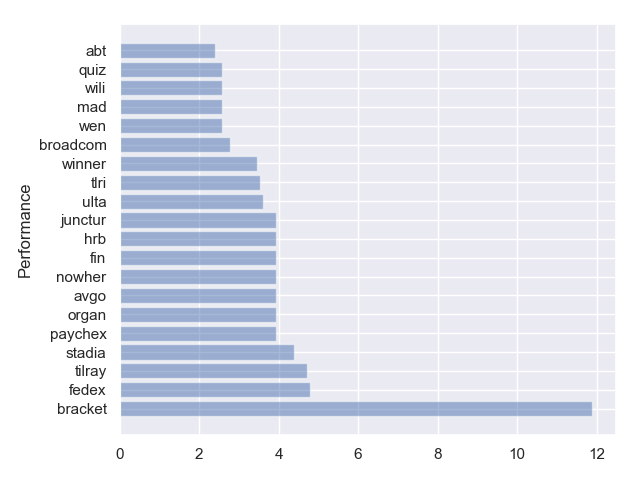 abt
quiz
wili
mad
wen
broadcom
winner
tlri
ulta
junctur
hrb
fin
nowher
avgo
organ
paychex
stadia
tilray
fedex
bracket
Performance
0 2 4 6 8 10 12